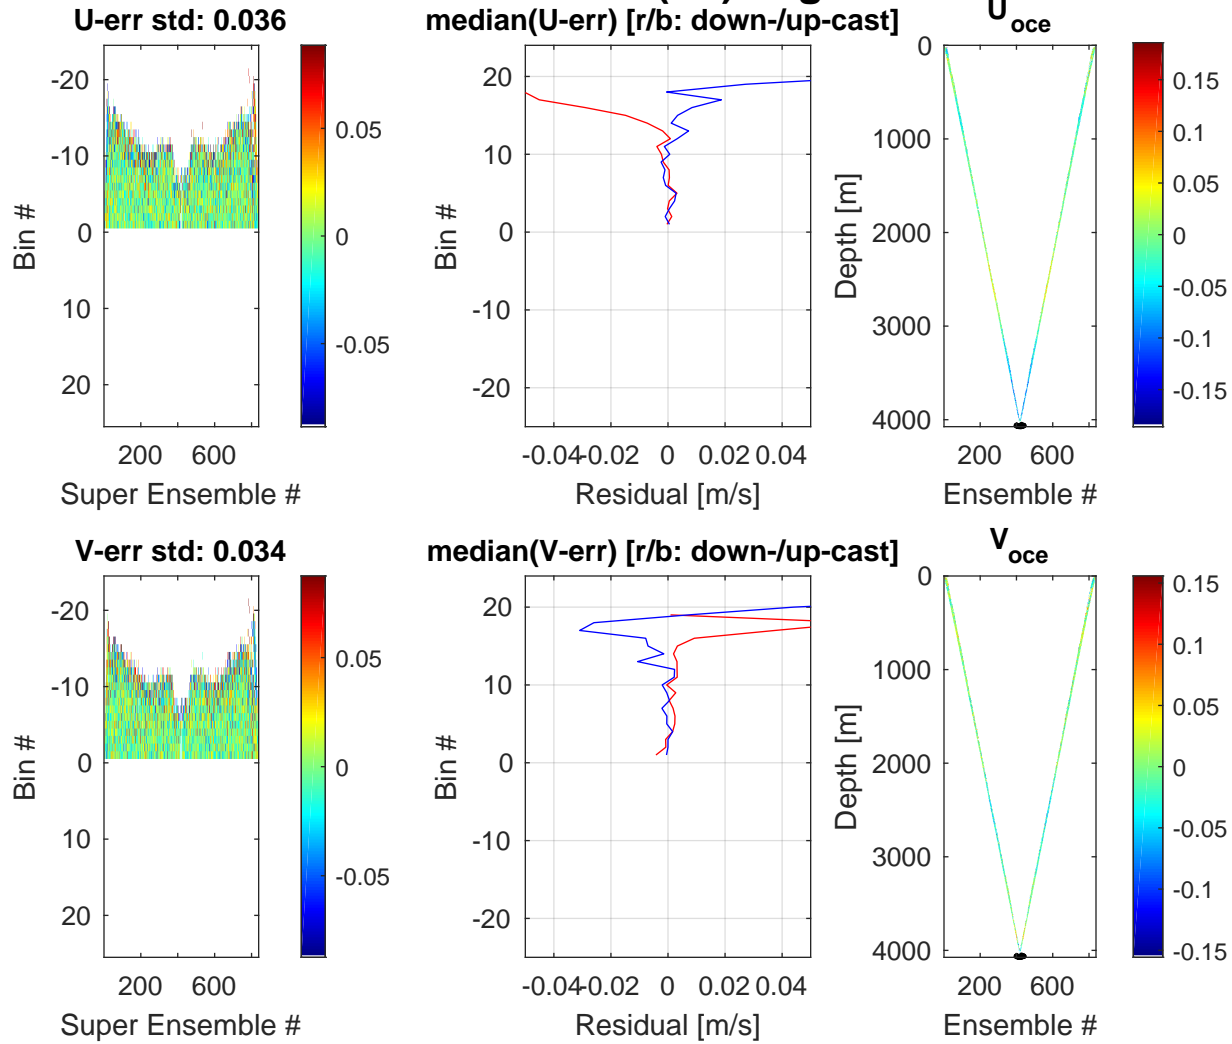 U-err std: 0.036
median(U-err) [r/b: down-/up-cast]
U_oce
-20
-10
0
10
20
Bin #
200 600
Super Ensemble #
0.05
0
-0.05
20
10
0
-10
-20
Bin #
-0.04 -0.02 0 0.02 0.04
Residual [m/s]
0
1000
2000
3000
4000
Depth [m]
200 600
Ensemble #
0.15
0.1
0.05
0
-0.05
-0.1
-0.15
V-err std: 0.034
median(V-err) [r/b: down-/up-cast]
V_oce
-20
-10
0
10
20
Bin #
200 600
Super Ensemble #
0.05
0
-0.05
20
10
0
-10
-20
Bin #
-0.04 -0.02 0 0.02 0.04
Residual [m/s]
0
1000
2000
3000
4000
Depth [m]
200 600
Ensemble #
0.15
0.1
0.05
0
-0.05
-0.1
-0.15